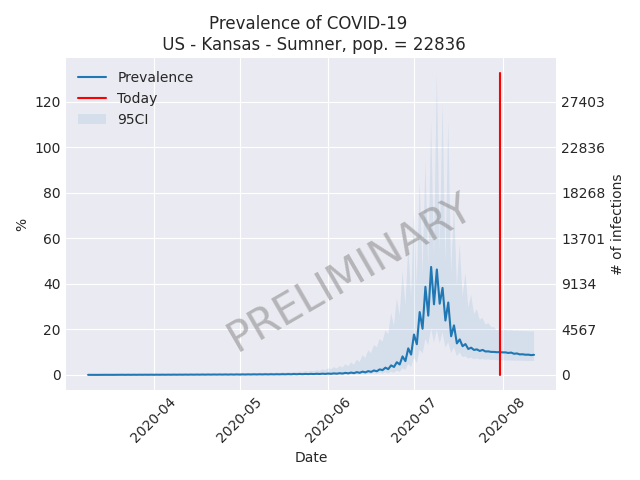 Prevalence of COVID-19
US - Kansas - Sumner, pop. = 22836
Prevalence
Today
95CI
120
100
80
60
40
20
0
%
27403
22836
18268
13701
9134
4567
0
# of infections
PRELIMINARY
2020-04
2020-05
2020-06
2020-07
2020-08
Date